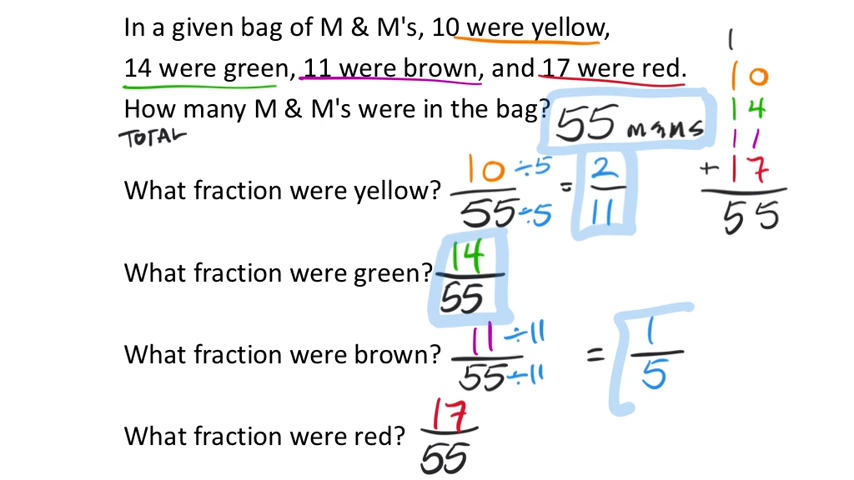 In a given bag of M & M's, 10 were yellow,
14 were green, 11 were brown, and 17 were red.
How many M & M's were in the bag? 55 mnms
TOTAL
1
10
14
11
+ 17
55
What fraction were yellow? 10 ÷5 = 2
55 ÷5 11
What fraction were green? 14
55
What fraction were brown? 11 ÷11 = 1
55 ÷11 5
What fraction were red? 17
55